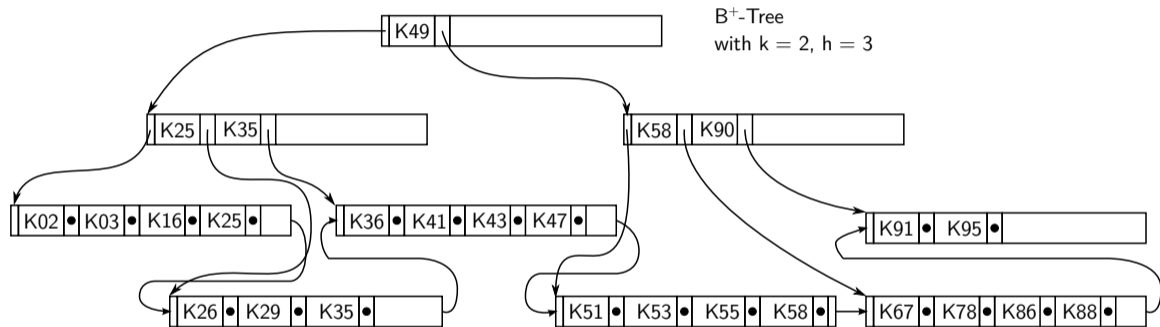 B⁺-Tree
with k = 2, h = 3
K49
K25 K35
K58 K90
K02 K03 K16 K25
K36 K41 K43 K47
K91 K95
K26 K29 K35
K51 K53 K55 K58
K67 K78 K86 K88